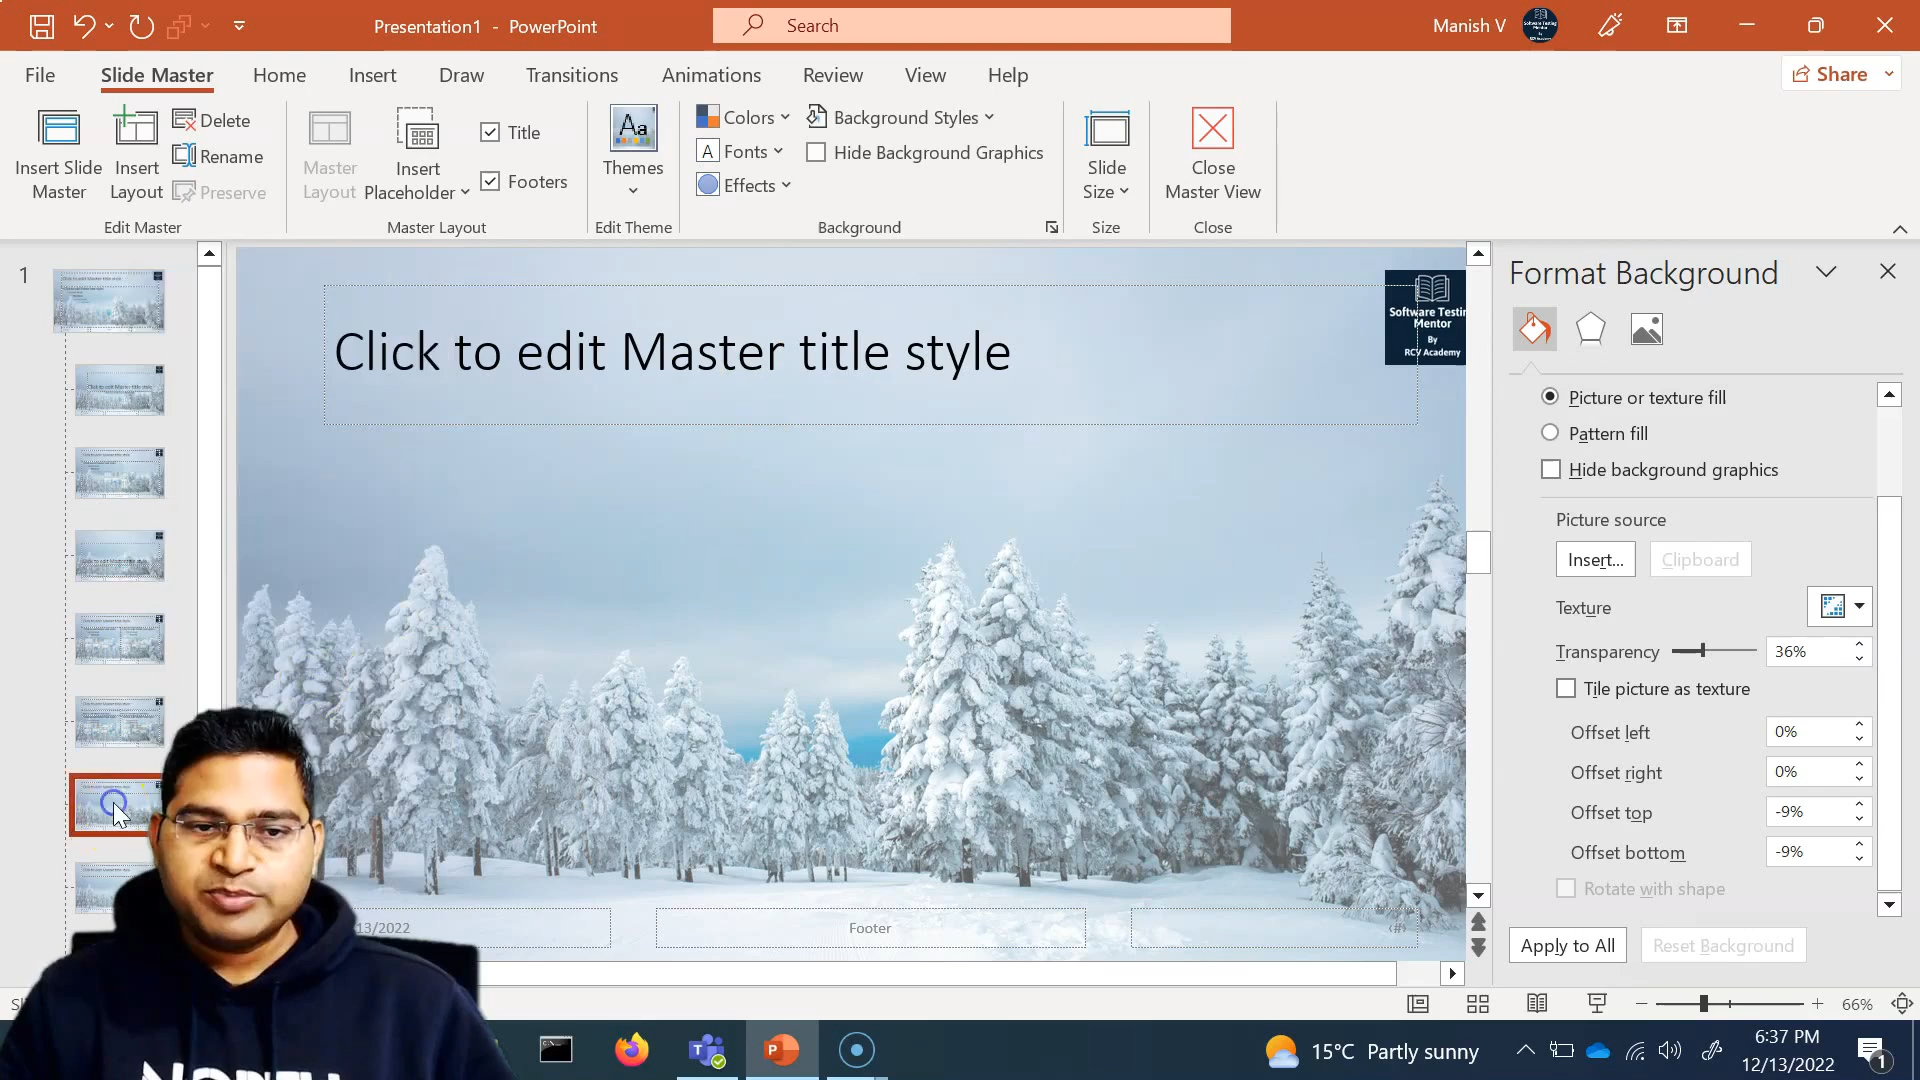 Presentation1 - PowerPoint
Search
Manish V
File
Slide Master
Home
Insert
Draw
Transitions
Animations
Review
View
Help
Share
Insert Slide
Master
Insert
Layout
Delete
Rename
Preserve
Edit Master
Master
Layout
Insert
Placeholder
Title
Footers
Master Layout
Themes
Edit Theme
Colors
Fonts
Effects
Background Styles
Hide Background Graphics
Background
Slide
Size
Size
Close
Master View
Close
1
Click to edit Master title style
Software Testin
Mentor
By
RCV Academy
13/2022
Footer
Format Background
Picture or texture fill
Pattern fill
Hide background graphics
Picture source
Insert...
Clipboard
Texture
Transparency
36%
Tile picture as texture
Offset left
0%
Offset right
0%
Offset top
-9%
Offset bottom
-9%
Rotate with shape
Apply to All
Reset Background
66%
15°C Partly sunny
6:37 PM
12/13/2022
1